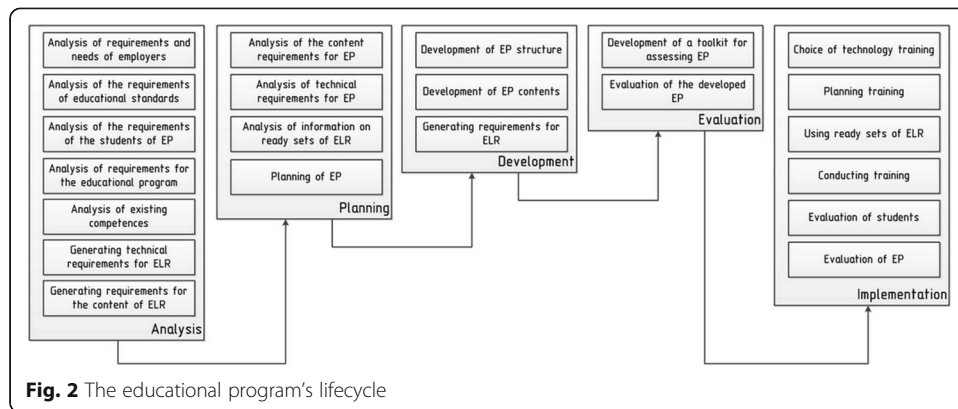 Analysis of requirements and
needs of employers
Analysis of the requirements
of educational standards
Analysis of the requirements
of the students of EP
Analysis of requirements for
the educational program
Analysis of existing
competences
Generating technical
requirements for ELR
Generating requirements for
the content of ELR
Analysis
Analysis of the content
requirements for EP
Analysis of technical
requirements for EP
Analysis of information on
ready sets of ELR
Planning of EP
Planning
Development of EP structure
Development of EP contents
Generating requirements for
ELR
Development
Development of a toolkit for
assessing EP
Evaluation of the developed
EP
Evaluation
Choice of technology training
Planning training
Using ready sets of ELR
Conducting training
Evaluation of students
Evaluation of EP
Implementation
Fig. 2 The educational program's lifecycle